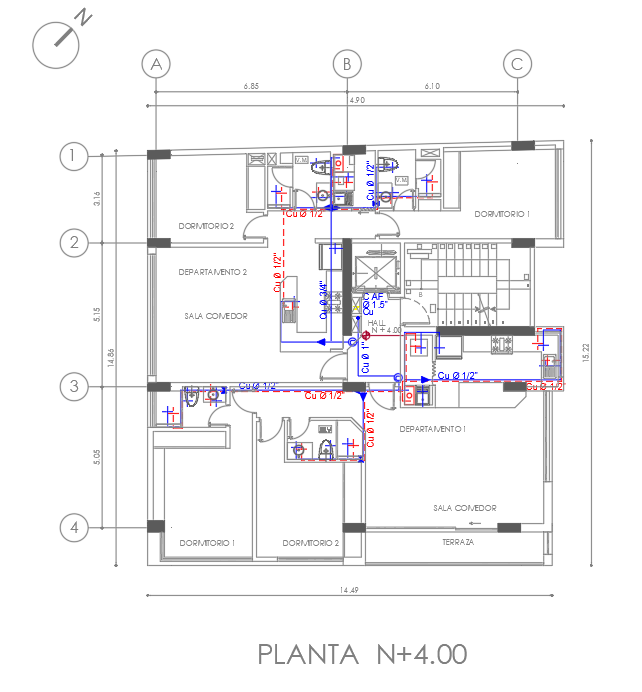 N
A
B
C
6.85
6.10
4.90
1
V.M
Cu Ø 1/2"
V.M
3.16
Cu Ø 1/2"
DORMITORIO 2
DORMITORIO 1
2
DEPARTAMENTO 2
Cu Ø 1/2"
Cu Ø 3/4"
C AF
Ø 1.5"
Cu
B
SALA COMEDOR
HALL
N + 4.00
5.15
14.86
15.22
Cu Ø 1"
3
Cu Ø 1/2"
Cu Ø 1/2"
Cu Ø 1/2"
Cu Ø 1/2"
Cu Ø 1/2"
DEPARTAMENTO 1
5.05
SALA COMEDOR
4
DORMITORIO 1
DORMITORIO 2
TERRAZA
14.49
PLANTA N+4.00